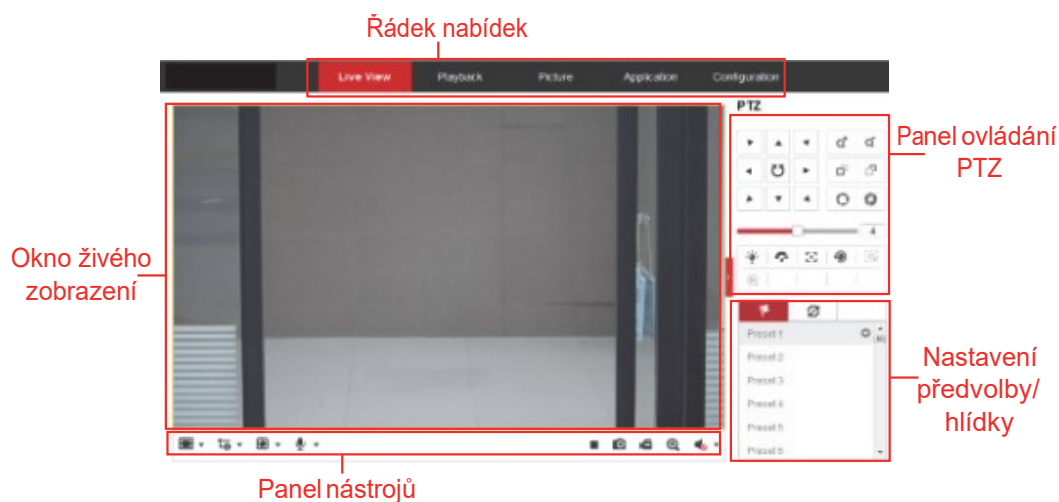 Řádek nabídek
Live View Playback Picture Application Configuration
PTZ
Panel ovládání
PTZ
4
Okno živého
zobrazení
Preset 1
Preset 2
Preset 3
Preset 4
Preset 5
Preset 6
Nastavení
předvolby/
hlídky
Panel nástrojů